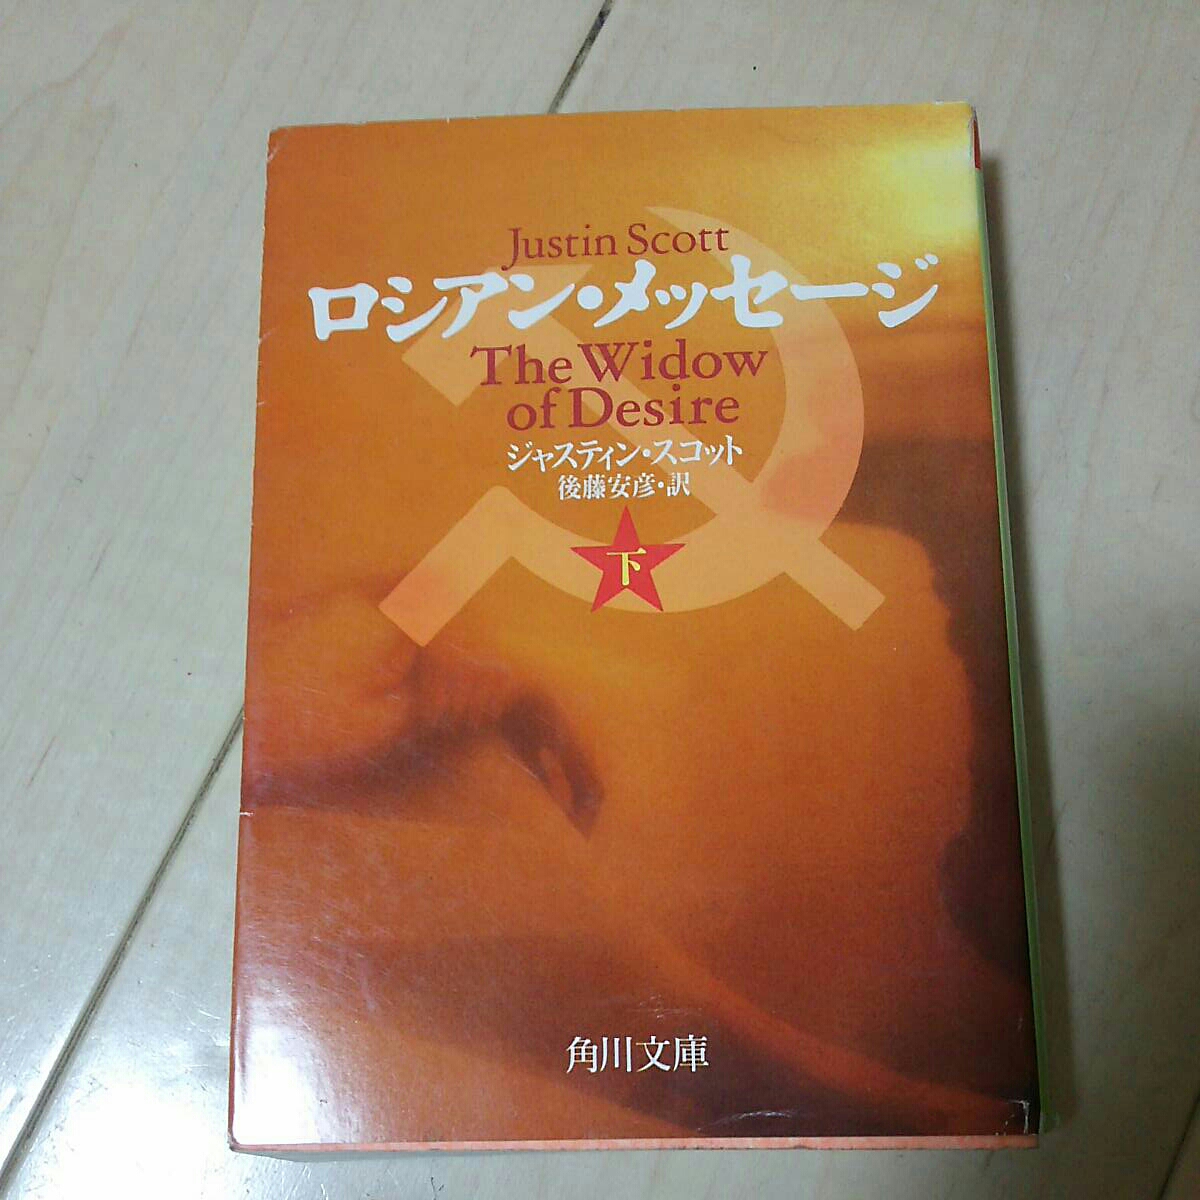 Justin Scott
ロシアン・メッセージ
The Widow
of Desire
ジャスティン・スコット
後藤安彦・訳
下
角川文庫